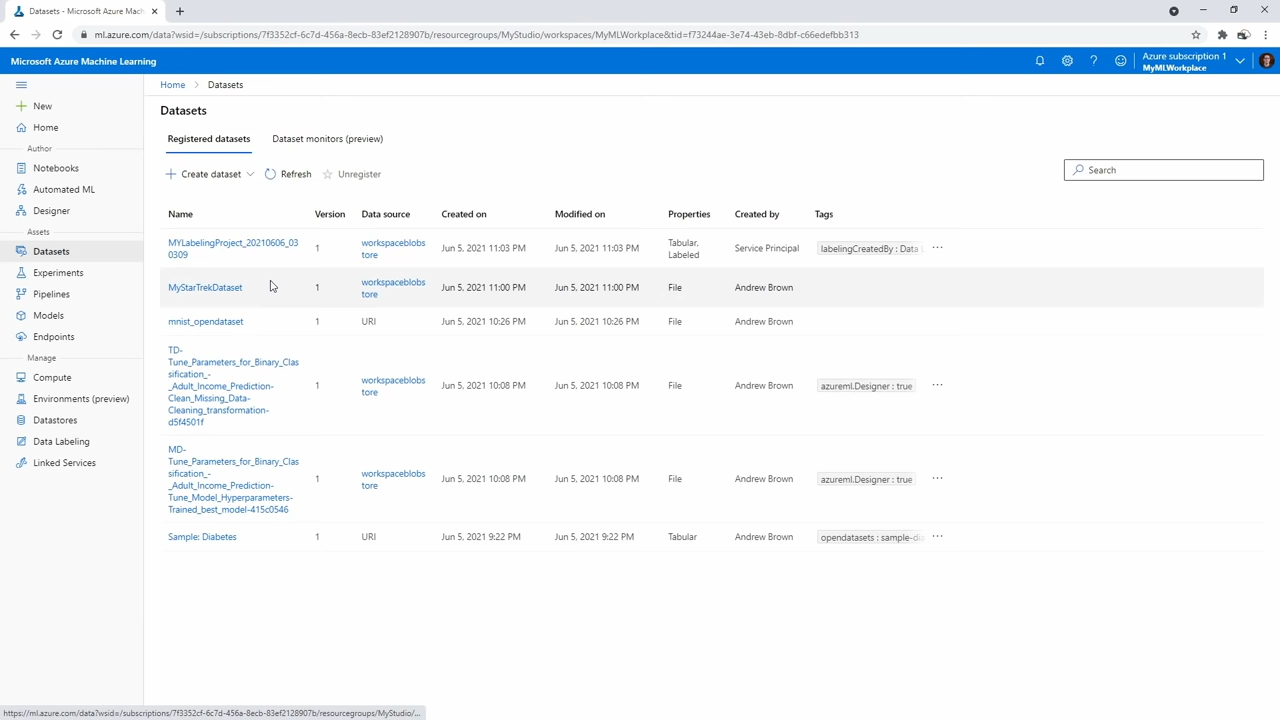 Datasets - Microsoft Azure Machi
ml.azure.com/data?wsid=/subscriptions/7f3352cf-6c7d-456a-8ecb-83ef2128907b/resourcegroups/MyStudio/workspaces/MyMLWorkplace&tid=f73244ae-3e74-43eb-8dbf-c66edefbb313
Microsoft Azure Machine Learning
Azure subscription 1
MyMLWorkplace
Home > Datasets
New
Home
Author
Notebooks
Automated ML
Designer
Assets
Datasets
Experiments
Pipelines
Models
Endpoints
Manage
Compute
Environments (preview)
Datastores
Data Labeling
Linked Services
Datasets
Registered datasets Dataset monitors (preview)
Create dataset Refresh Unregister Search
Name Version Data source Created on Modified on Properties Created by Tags
MYLabelingProject_20210606_03
0309
1
workspaceblobs
tore
Jun 5, 2021 11:03 PM Jun 5, 2021 11:03 PM
Tabular,
Labeled
Service Principal labelingCreatedBy : Data
MyStarTrekDataset 1
workspaceblobs
tore
Jun 5, 2021 11:00 PM Jun 5, 2021 11:00 PM File Andrew Brown
mnist_opendataset 1 URI Jun 5, 2021 10:26 PM Jun 5, 2021 10:26 PM File Andrew Brown
TD-
Tune_Parameters_for_Binary_Clas
sification_-
_Adult_Income_Prediction-
Clean_Missing_Data-
Cleaning_transformation-
d5f4501f
1
workspaceblobs
tore
Jun 5, 2021 10:08 PM Jun 5, 2021 10:08 PM File Andrew Brown azureml.Designer : true
MD-
Tune_Parameters_for_Binary_Clas
sification_-
_Adult_Income_Prediction-
Tune_Model_Hyperparameters-
Trained_best_model-415c0546
1
workspaceblobs
tore
Jun 5, 2021 10:08 PM Jun 5, 2021 10:08 PM File Andrew Brown azureml.Designer : true
Sample: Diabetes 1 URI Jun 5, 2021 9:22 PM Jun 5, 2021 9:22 PM Tabular Andrew Brown opendatasets : sample-dia
https://ml.azure.com/data?wsid=/subscriptions/7f3352cf-6c7d-456a-8ecb-83ef2128907b/resourcegroups/MyStudio/...